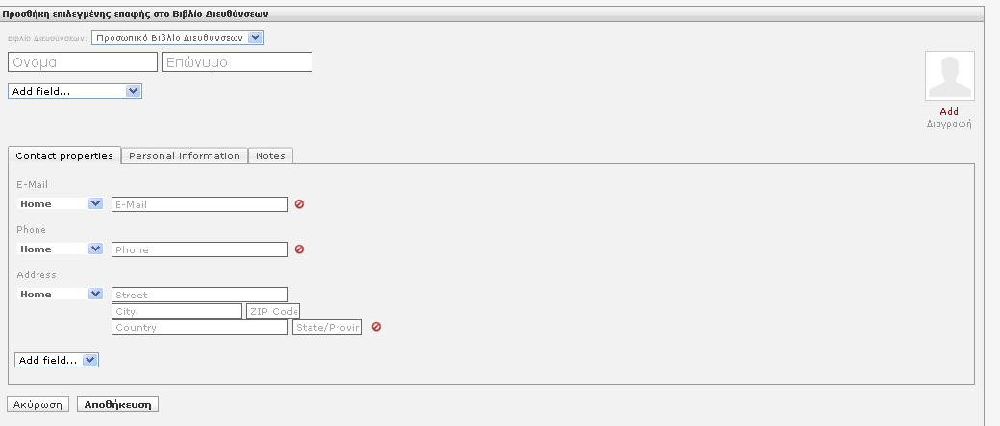 Προσθήκη επιλεγμένης επαφής στο Βιβλίο Διευθύνσεων
Βιβλίο Διευθύνσεων: Προσωπικό Βιβλίο Διευθύνσεων
Όνομα Επώνυμο
Add field...
Add
Διαγραφή
Contact properties Personal information Notes
E-Mail
Home E-Mail
Phone
Home Phone
Address
Home Street
City ZIP Code
Country State/Provir
Add field...
Ακύρωση Αποθήκευση